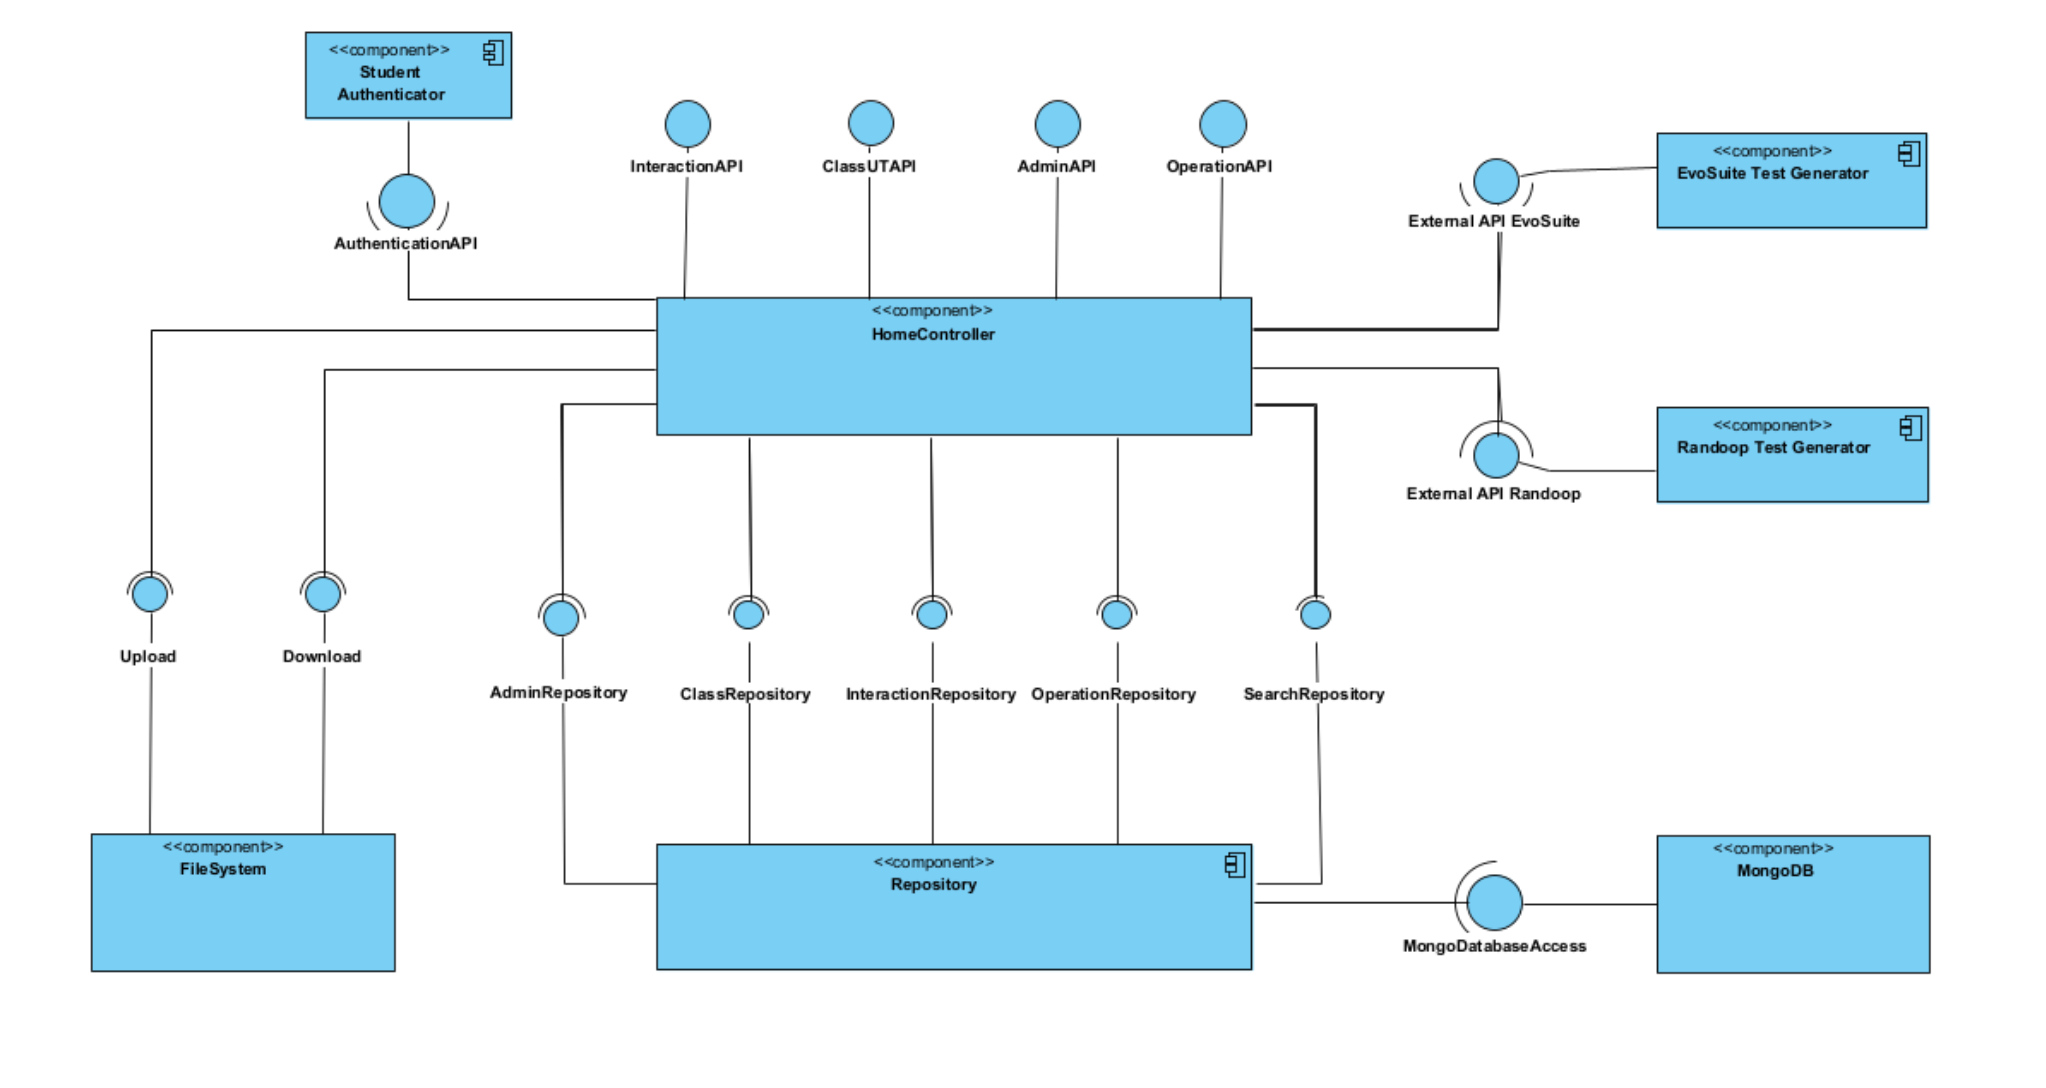 <<component>>
Student
Authenticator
InteractionAPI
ClassUTAPI
AdminAPI
OperationAPI
<<component>>
EvoSuite Test Generator
External API EvoSuite
AuthenticationAPI
<<component>>
HomeController
<<component>>
Randoop Test Generator
External API Randoop
Upload
Download
AdminRepository
ClassRepository
InteractionRepository
OperationRepository
SearchRepository
<<component>>
FileSystem
<<component>>
Repository
<<component>>
MongoDB
MongoDatabaseAccess